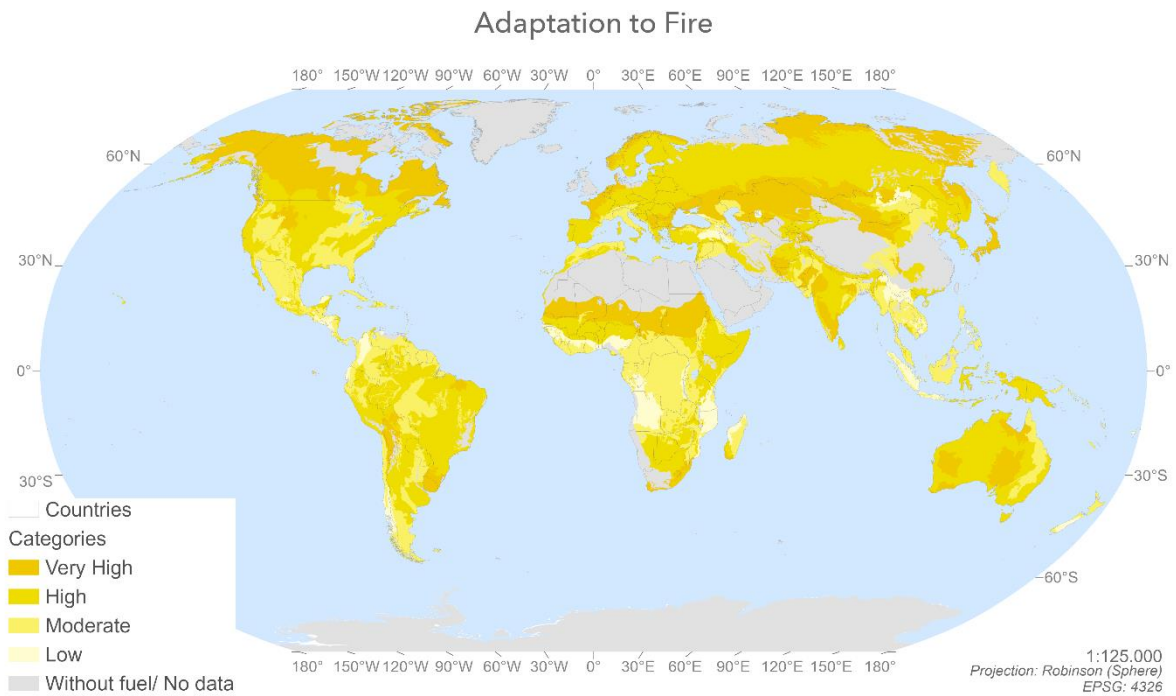 Adaptation to Fire
180° 150°W 120°W 90°W 60°W 30°W 0° 30°E 60°E 90°E 120°E 150°E 180°
60°N 60°N
30°N 30°N
0° 0°
30°S 30°S
60°S
Countries
Categories
Very High
High
Moderate
Low
Without fuel/ No data
180° 150°W 120°W 90°W 60°W 30°W 0° 30°E 60°E 90°E 120°E 150°E 180°
1:125.000
Projection: Robinson (Sphere)
EPSG: 4326